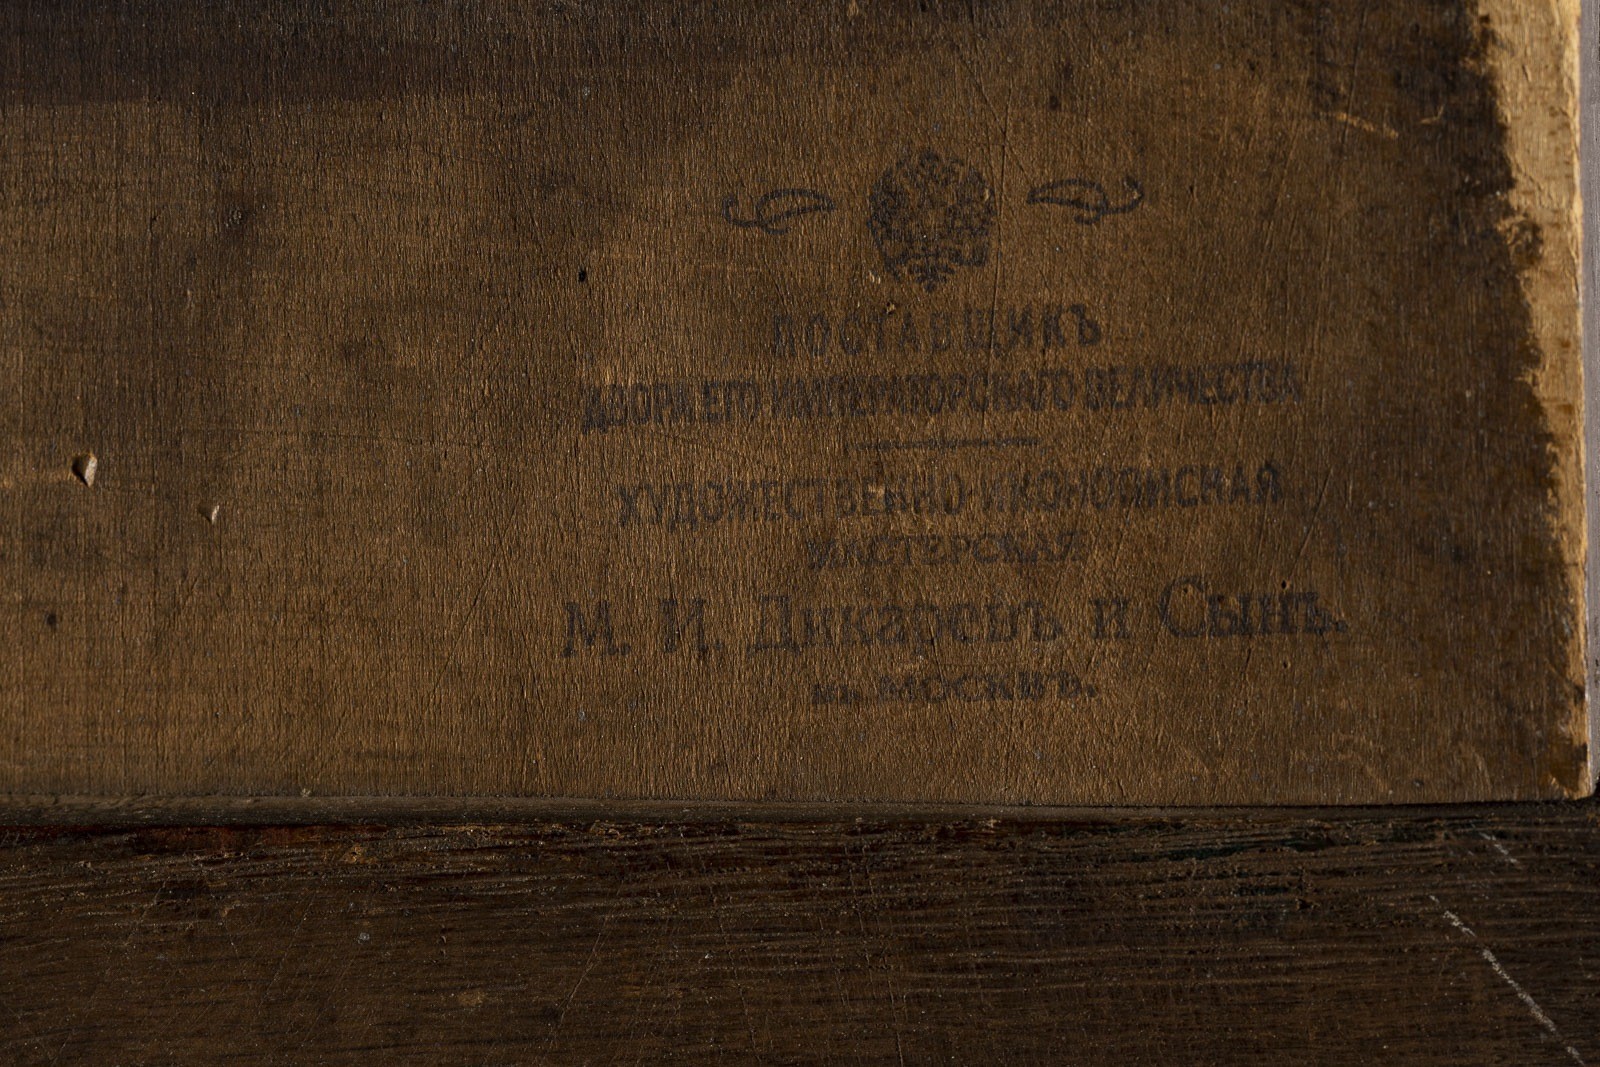 ПОСТАВЩИКЪ
ДВОРА ЕГО ИМПЕРАТОРСКАГО ВЕЛИЧЕСТВА
ХУДОЖЕСТВЕННО-ИКОНОПИСНАЯ
МАСТЕРСКАЯ
М. И. Дикаревъ и Сынъ.
въ МОСКВѢ.